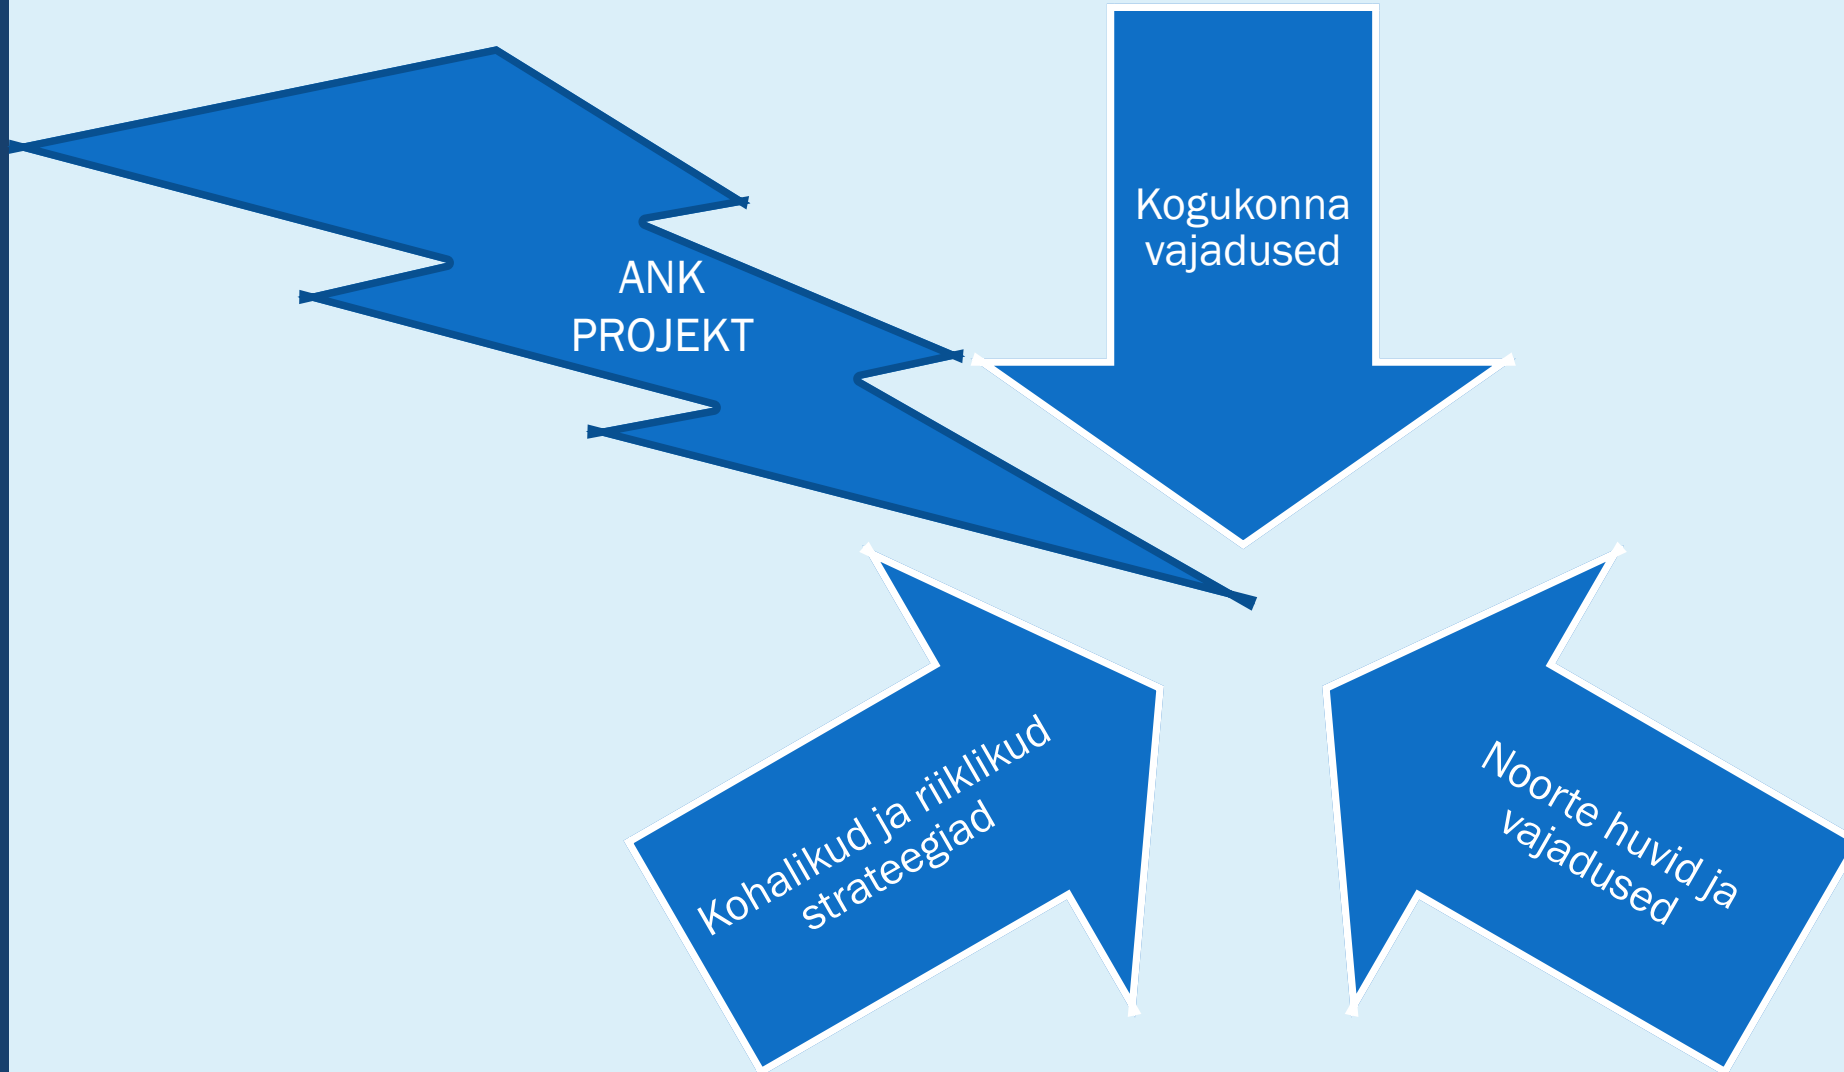 Kogukonna
vajadused
ANK
PROJEKT
Kohalikud ja riiklikud
strateegiad
Noorte huvid ja
vajadused